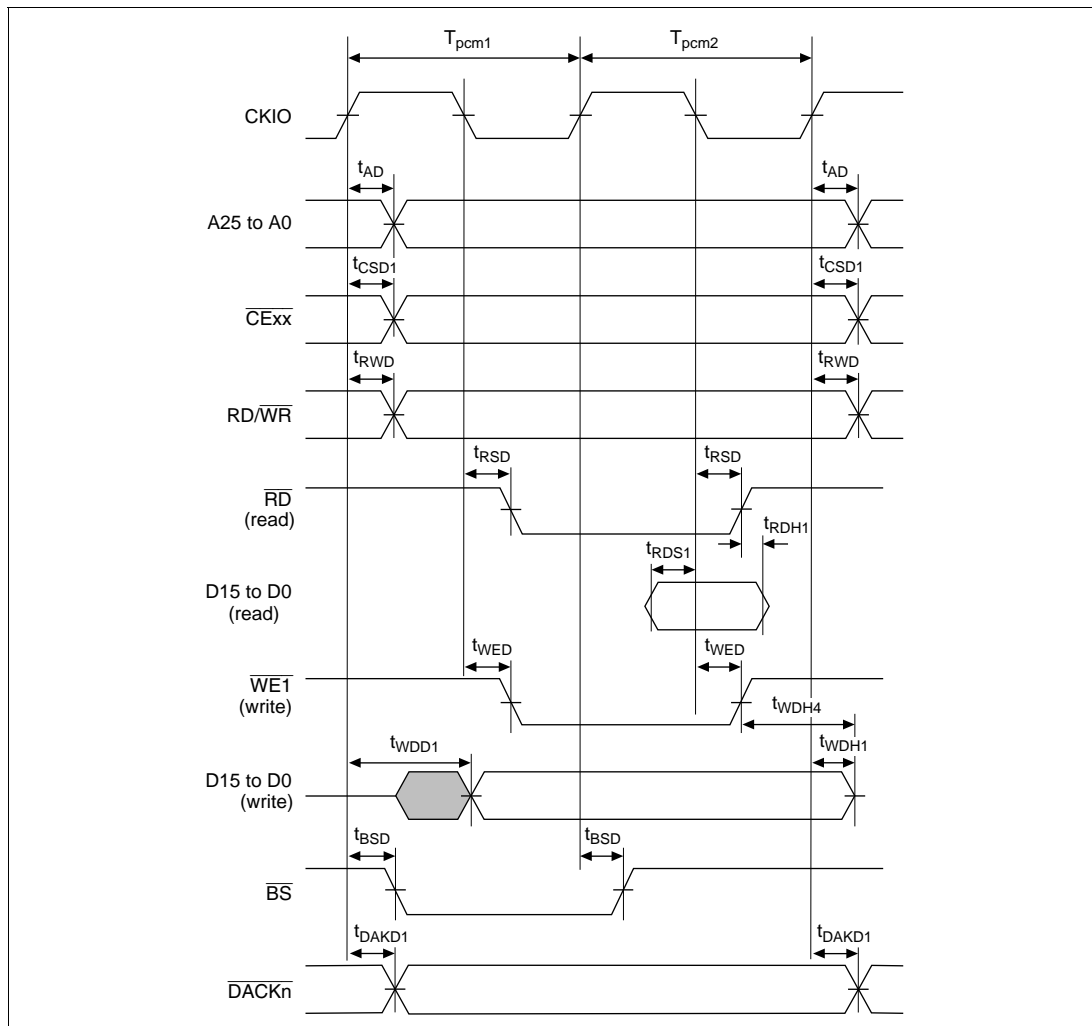 Tpcm1 Tpcm2
CKIO
tAD tAD
A25 to A0
tCSD1 tCSD1
CExx
tRWD tRWD
RD/WR
tRSD tRSD
RD
(read)
tRDH1
tRDS1
D15 to D0
(read)
tWED tWED
WE1
(write)
tWDH4
tWDD1 tWDH1
D15 to D0
(write)
tBSD tBSD
BS
tDAKD1 tDAKD1
DACKn